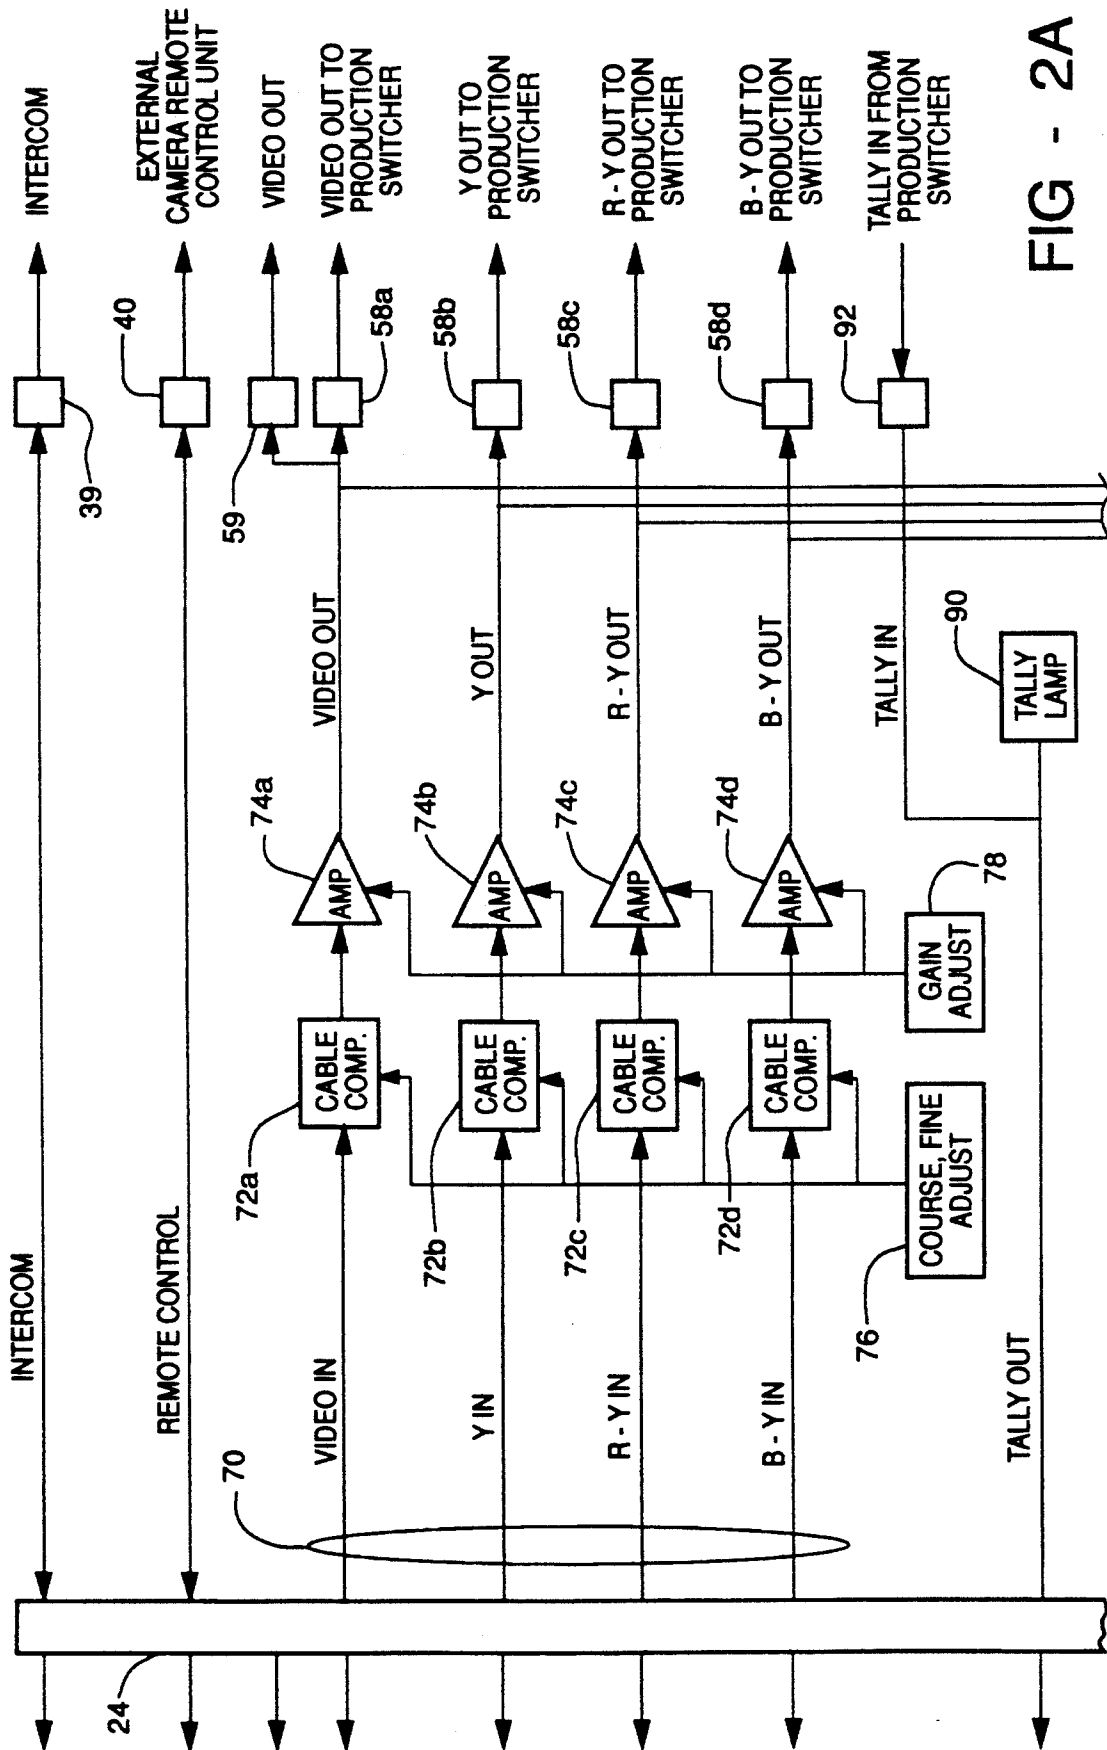 INTERCOM
INTERCOM
39
REMOTE CONTROL
40
EXTERNAL
CAMERA REMOTE
CONTROL UNIT
59
VIDEO OUT
24
70
VIDEO IN
72a
CABLE
COMP.
74a
AMP
VIDEO OUT
58a
VIDEO OUT TO
PRODUCTION
SWITCHER
Y IN
72b
CABLE
COMP.
74b
AMP
Y OUT
58b
Y OUT TO
PRODUCTION
SWITCHER
R - Y IN
72c
CABLE
COMP.
74c
AMP
R - Y OUT
58c
R - Y OUT TO
PRODUCTION
SWITCHER
B - Y IN
72d
CABLE
COMP.
74d
AMP
B - Y OUT
58d
B - Y OUT TO
PRODUCTION
SWITCHER
76
COURSE, FINE
ADJUST
78
GAIN
ADJUST
TALLY IN
92
TALLY IN FROM
PRODUCTION
SWITCHER
TALLY OUT
90
TALLY
LAMP
FIG - 2A